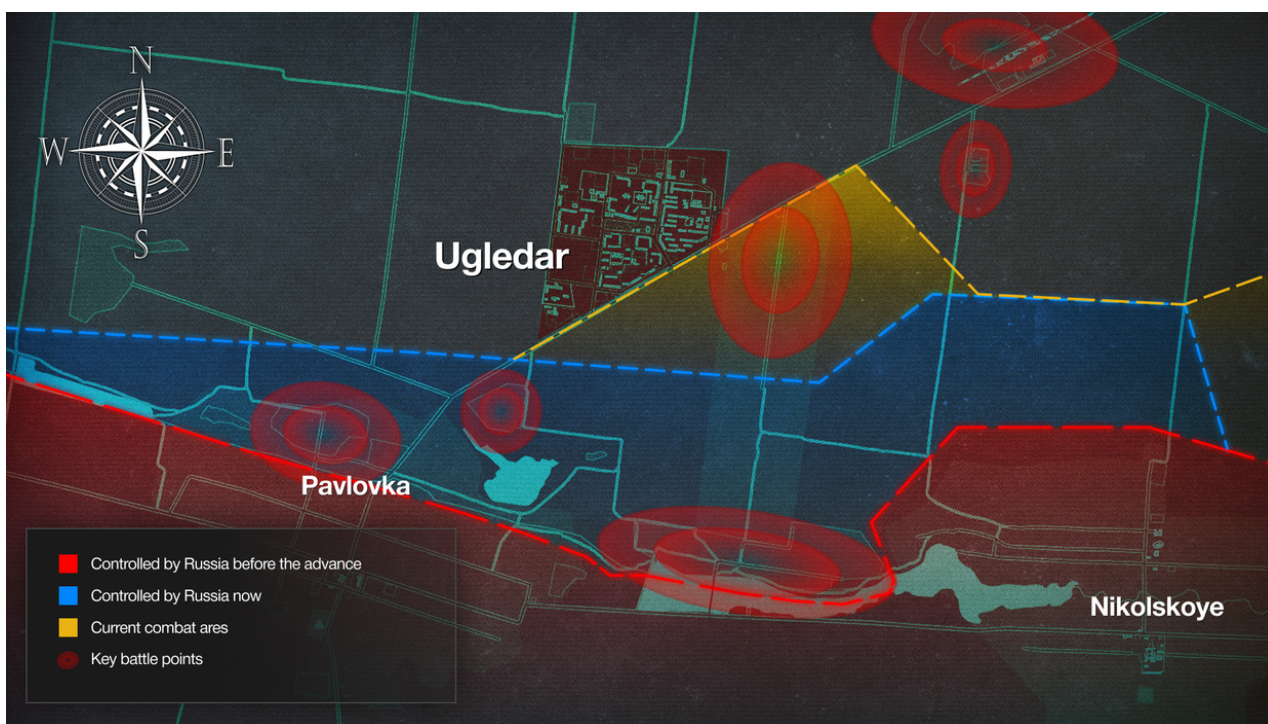 N
W E
S
Ugledar
Pavlovka
Nikolskoye
Controlled by Russia before the advance
Controlled by Russia now
Current combat ares
Key battle points